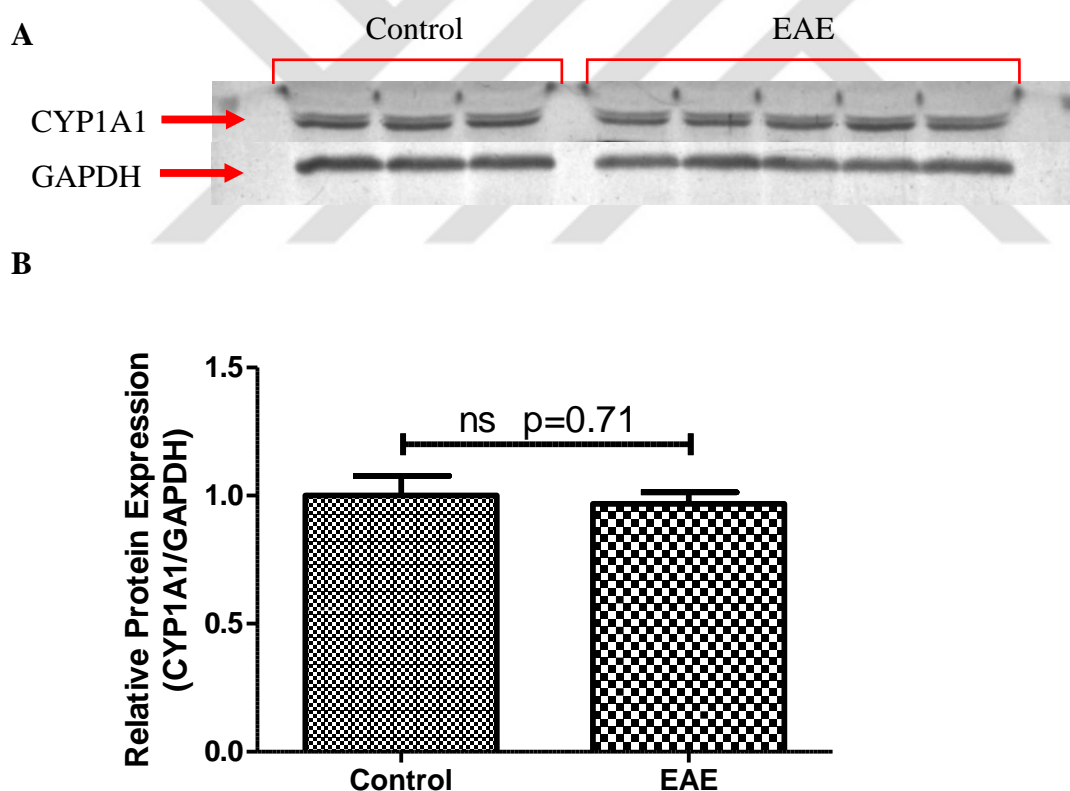 A
Control EAE
CYP1A1
GAPDH
B
Relative Protein Expression
(CYP1A1/GAPDH)
1.5
1.0
0.5
0.0
ns p=0.71
Control EAE